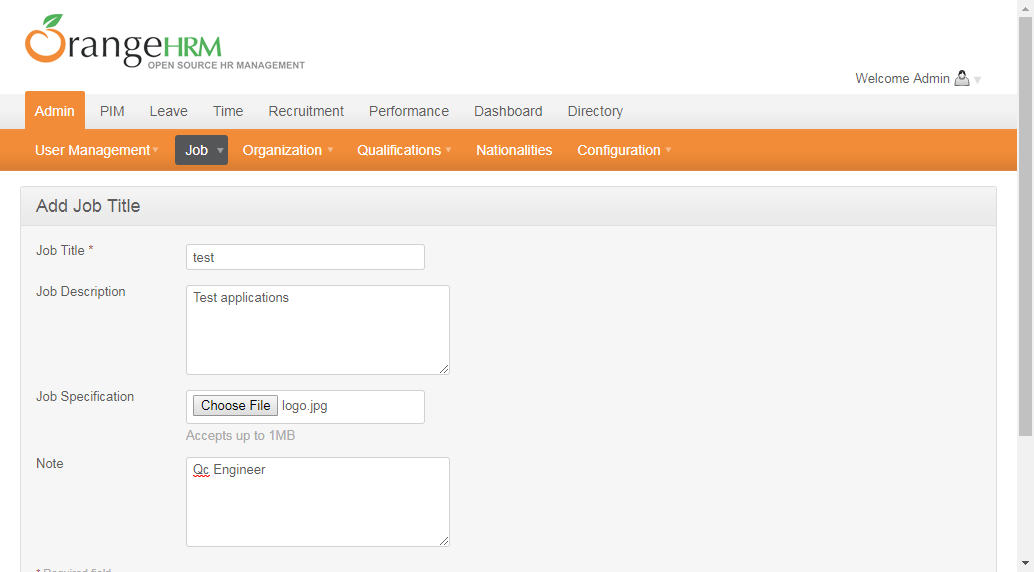 OrangeHRM
OPEN SOURCE HR MANAGEMENT
Welcome Admin
Admin PIM Leave Time Recruitment Performance Dashboard Directory
User Management Job Organization Qualifications Nationalities Configuration
Add Job Title
Job Title * test
Job Description Test applications
Job Specification Choose File logo.jpg
Accepts up to 1MB
Note Qc Engineer
* Required field